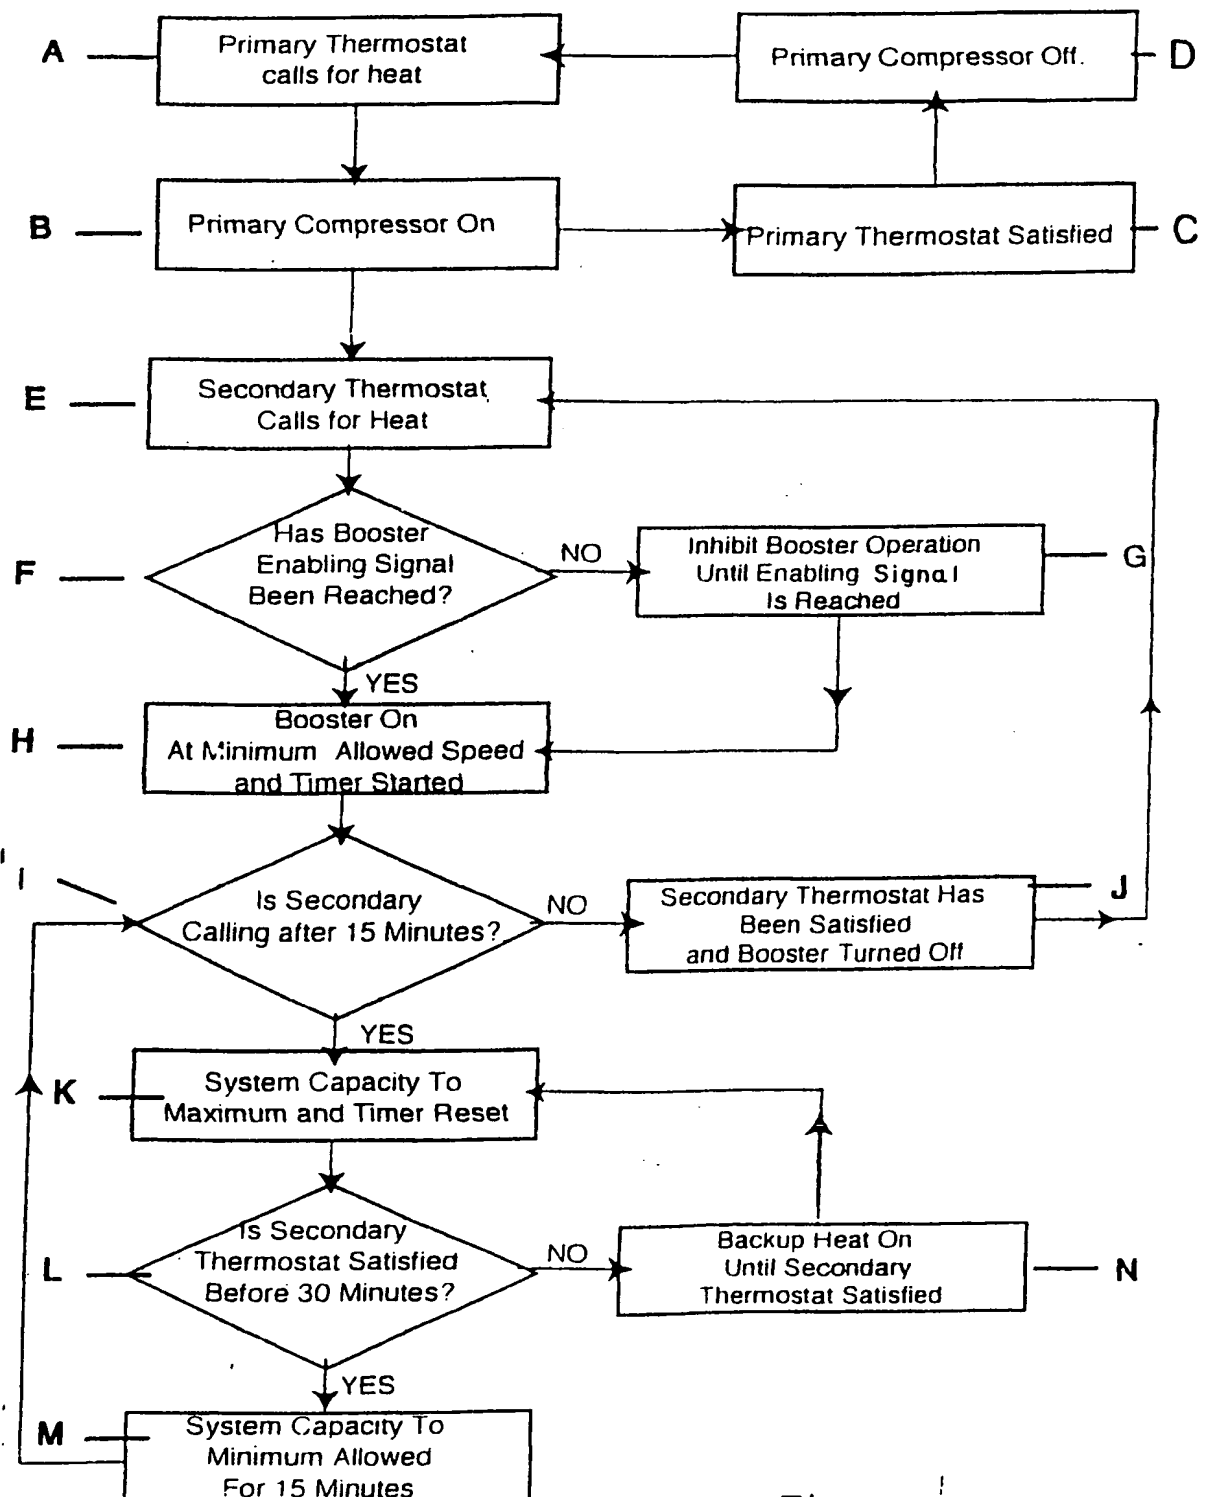 A
Primary Thermostat
calls for heat
Primary Compressor Off.
D
B
Primary Compressor On
Primary Thermostat Satisfied
C
E
Secondary Thermostat
Calls for Heat
F
Has Booster
Enabling Signal
Been Reached?
NO
Inhibit Booster Operation
Until Enabling Signal
Is Reached
G
YES
H
Booster On
At Minimum Allowed Speed
and Timer Started
I
Is Secondary
Calling after 15 Minutes?
NO
Secondary Thermostat Has
Been Satisfied
and Booster Turned Off
J
YES
K
System Capacity To
Maximum and Timer Reset
L
Is Secondary
Thermostat Satisfied
Before 30 Minutes?
NO
Backup Heat On
Until Secondary
Thermostat Satisfied
N
YES
M
System Capacity To
Minimum Allowed
For 15 Minutes